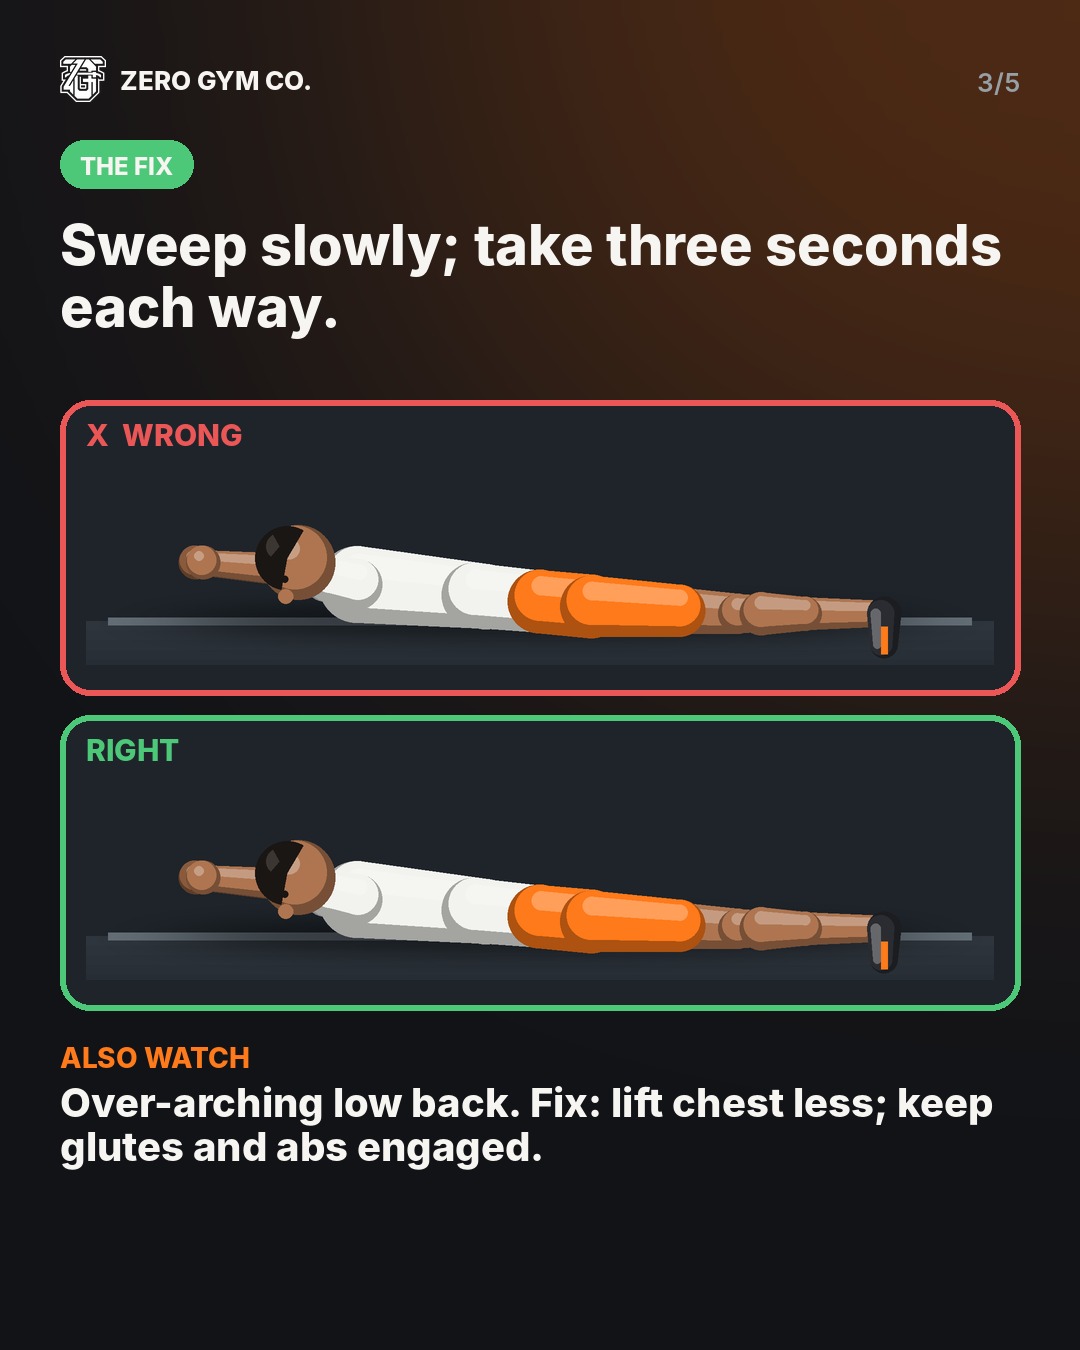 ZERO GYM CO.
3/5
THE FIX
Sweep slowly; take three seconds
each way.
X WRONG
RIGHT
ALSO WATCH
Over-arching low back. Fix: lift chest less; keep
glutes and abs engaged.